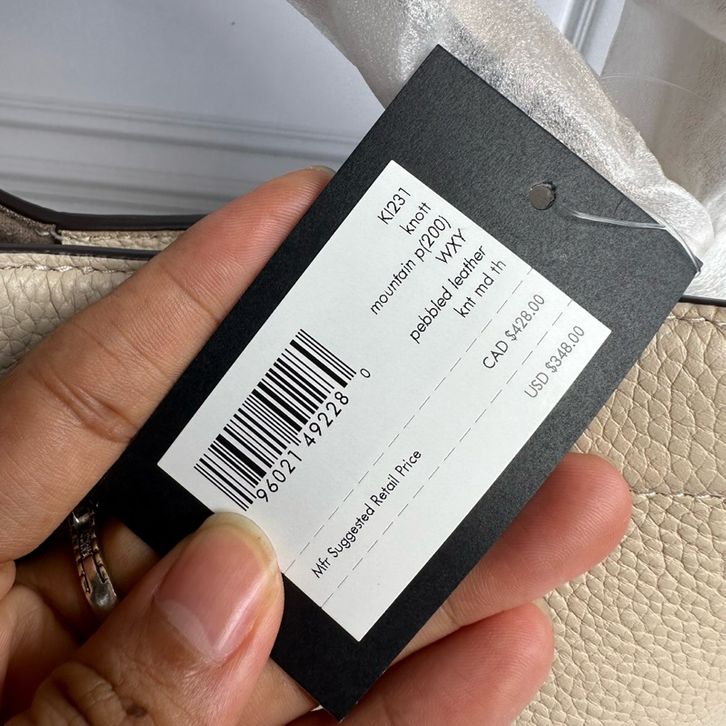 KI231
knott
mountain p(200)
WXY
pebbled leather
knt md th
96021 49228 0
CAD $428.00
Mfr Suggested Retail Price
USD $348.00